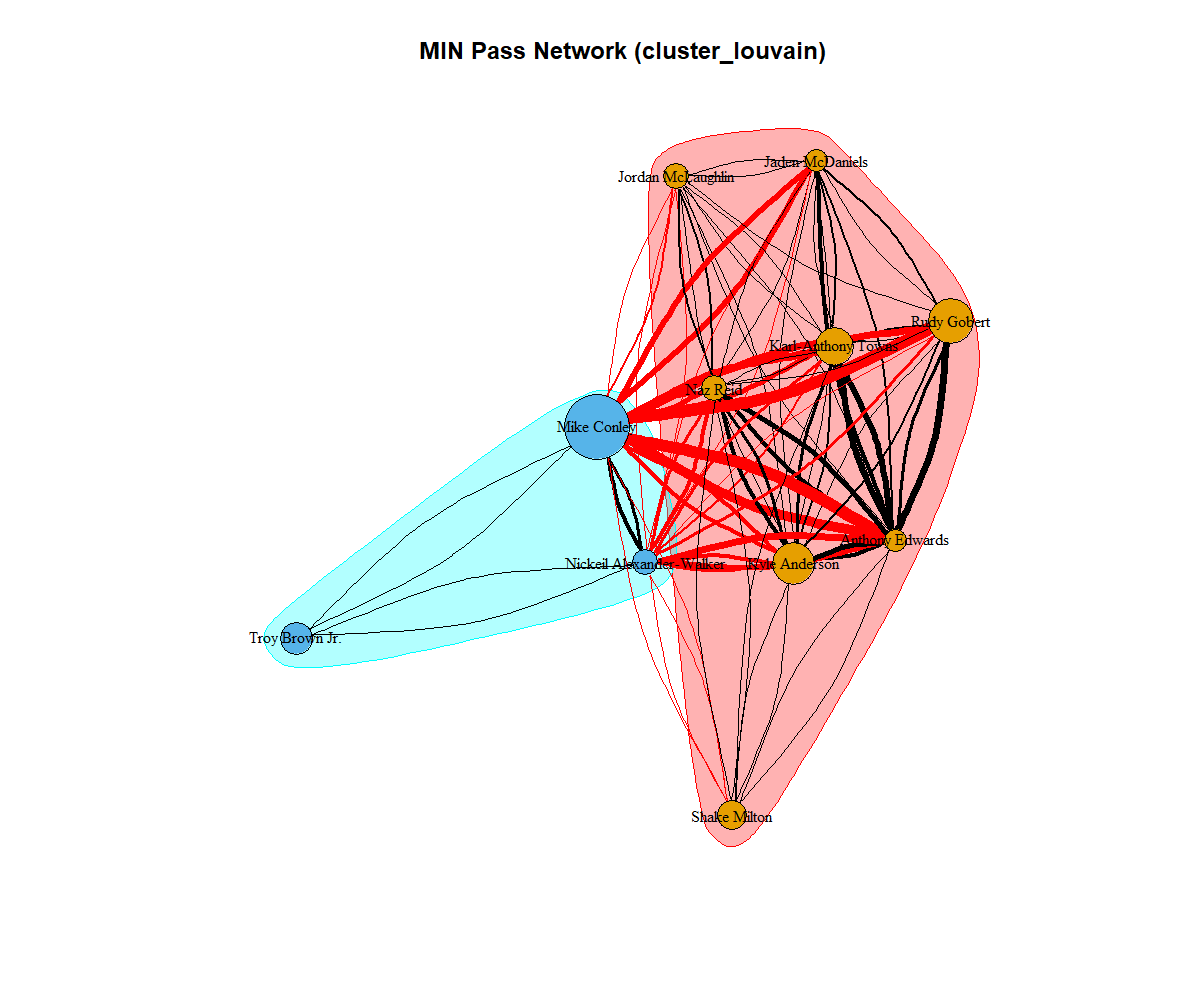 MIN Pass Network (cluster_louvain)
Jaden McDaniels
Jordan McLaughlin
Rudy Gobert
Karl-Anthony Towns
Naz Reid
Mike Conley
Anthony Edwards
Nickeil Alexander-Walker
Kyle Anderson
Troy Brown Jr.
Shake Milton